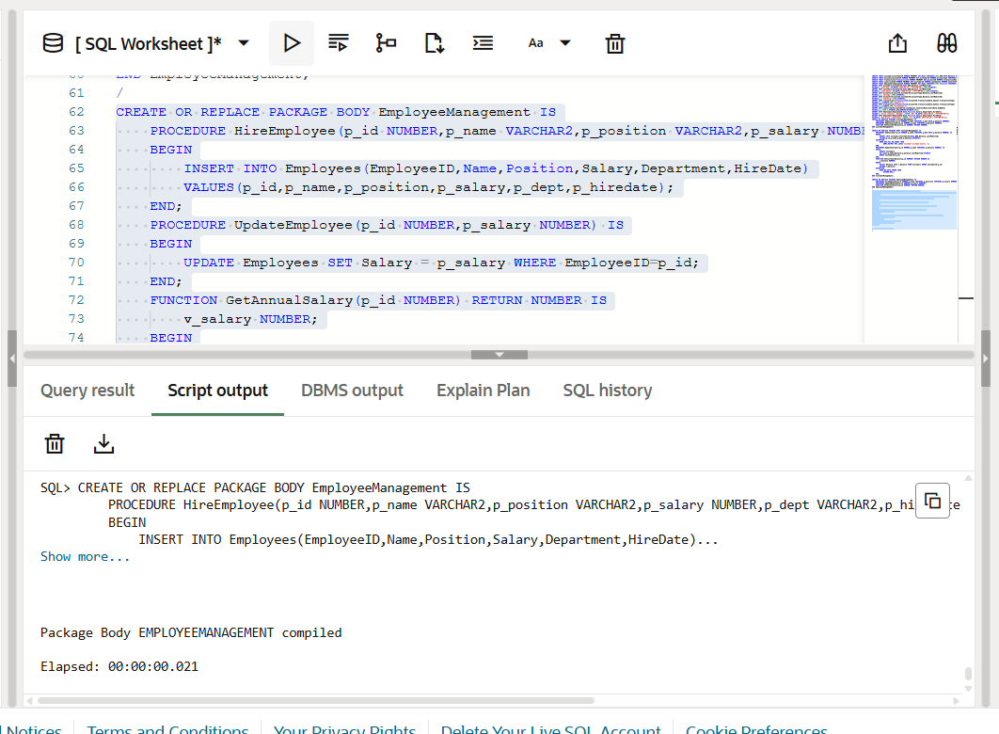 [ SQL Worksheet ]*
Aa
END EmployeeManagement;
61 /
62 CREATE OR REPLACE PACKAGE BODY EmployeeManagement IS
63 PROCEDURE HireEmployee(p_id NUMBER,p_name VARCHAR2,p_position VARCHAR2,p_salary NUMB
64 BEGIN
65 INSERT INTO Employees(EmployeeID,Name,Position,Salary,Department,HireDate)
66 VALUES(p_id,p_name,p_position,p_salary,p_dept,p_hiredate);
67 END;
68 PROCEDURE UpdateEmployee(p_id NUMBER,p_salary NUMBER) IS
69 BEGIN
70 UPDATE Employees SET Salary = p_salary WHERE EmployeeID=p_id;
71 END;
72 FUNCTION GetAnnualSalary(p_id NUMBER) RETURN NUMBER IS
73 v_salary NUMBER;
74 BEGIN
Query result Script output DBMS output Explain Plan SQL history
SQL> CREATE OR REPLACE PACKAGE BODY EmployeeManagement IS
PROCEDURE HireEmployee(p_id NUMBER,p_name VARCHAR2,p_position VARCHAR2,p_salary NUMBER,p_dept VARCHAR2,p_hi
BEGIN
INSERT INTO Employees(EmployeeID,Name,Position,Salary,Department,HireDate)...
Show more...
Package Body EMPLOYEEMANAGEMENT compiled
Elapsed: 00:00:00.021
Notices Terms and Conditions Your Privacy Rights Delete Your Live SQL Account Cookie Preferences